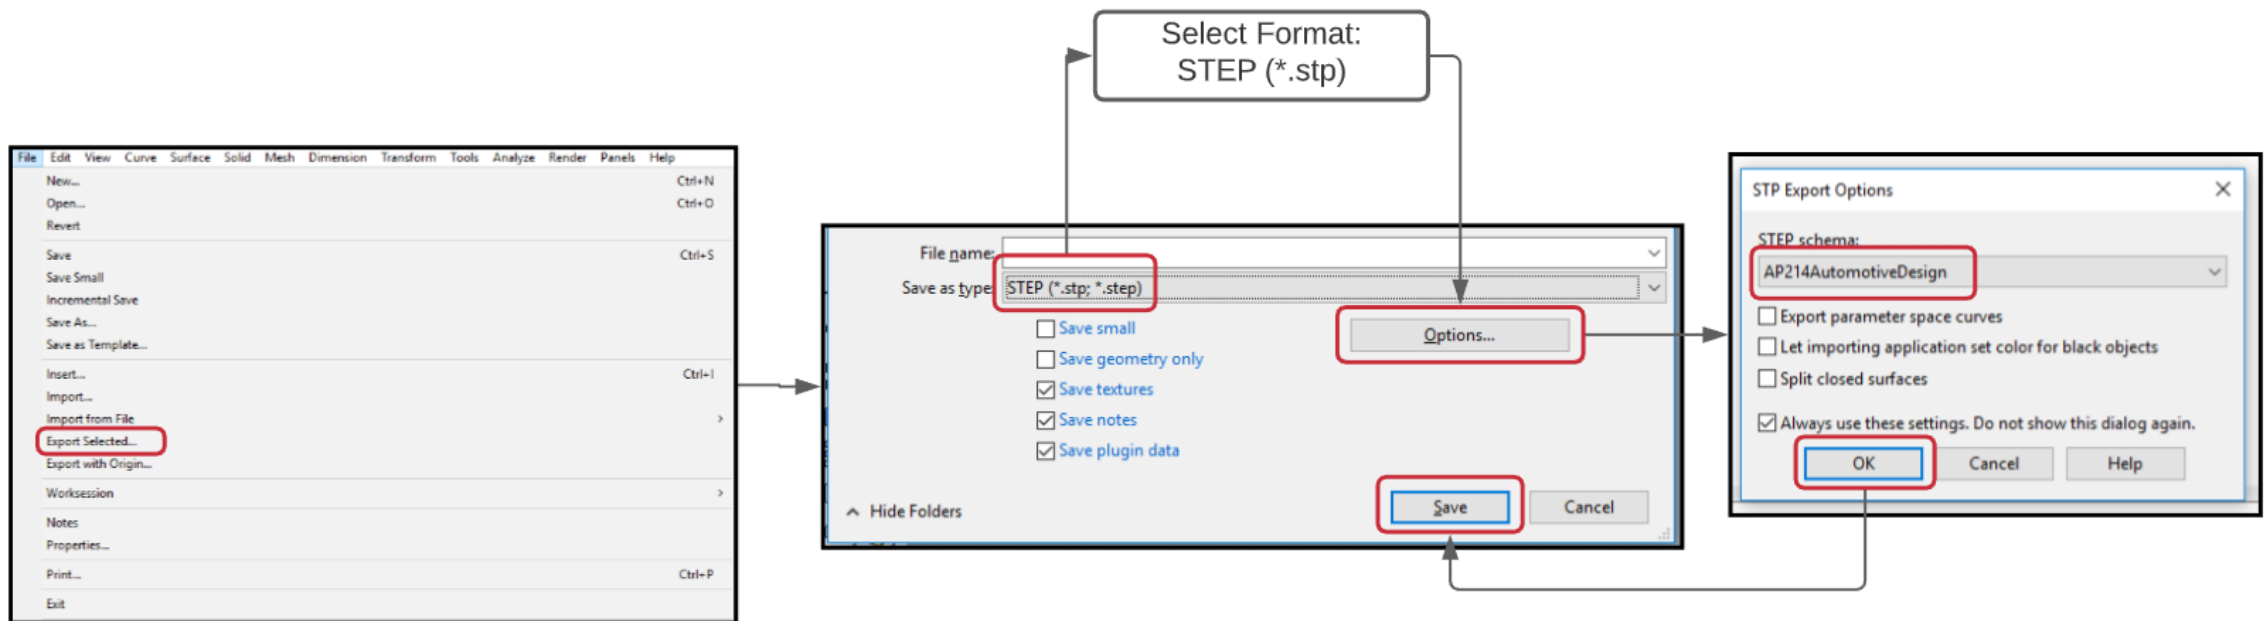 Select Format:
STEP (*.stp)
File Edit View Curve Surface Solid Mesh Dimension Transform Tools Analyze Render Panels Help
New... Ctrl+N
Open... Ctrl+O
Revert
Save Ctrl+S
Save Small
Incremental Save
Save As...
Save as Template...
Insert... Ctrl+I
Import...
Import from File >
Export Selected...
Export with Origin...
Worksession >
Notes
Properties...
Print... Ctrl+P
Exit
File name:
Save as type: STEP (*.stp; *.step)
Save small
Options...
Save geometry only
Save textures
Save notes
Save plugin data
Hide Folders
Save Cancel
STP Export Options
STEP schema:
AP214AutomotiveDesign
Export parameter space curves
Let importing application set color for black objects
Split closed surfaces
Always use these settings. Do not show this dialog again.
OK Cancel Help